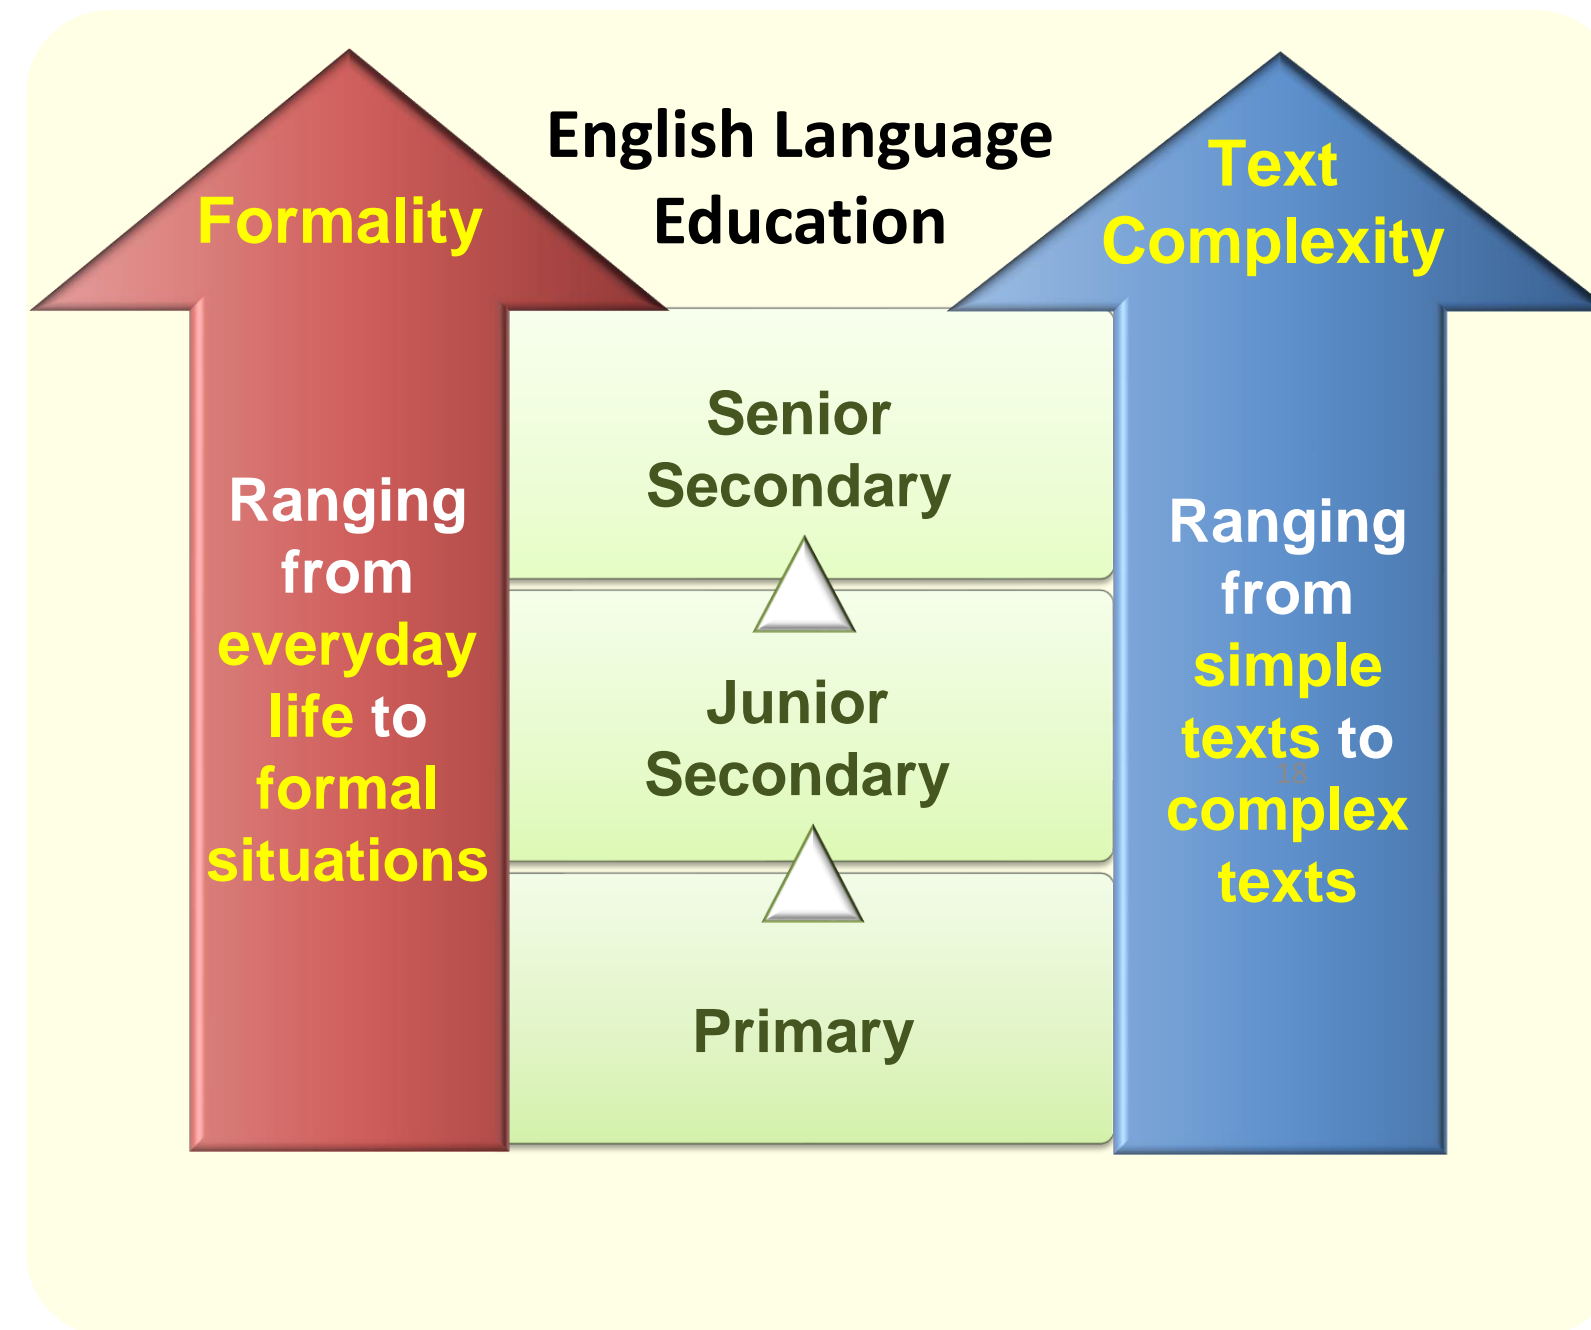 English Language
Education
Formality
Ranging
from
everyday
life to
formal
situations
Senior
Secondary
Junior
Secondary
Primary
Text
Complexity
Ranging
from
simple
texts to
18
complex
texts